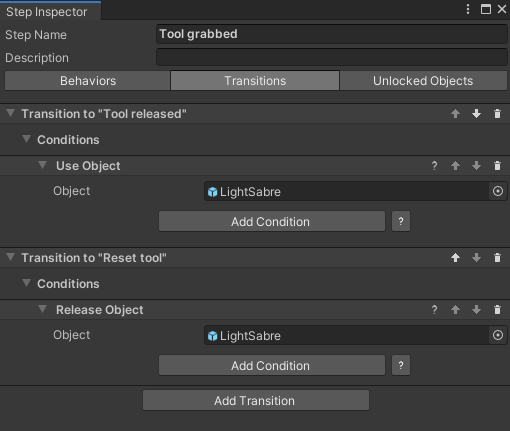 Step Inspector
Step Name Tool grabbed
Description
Behaviors Transitions Unlocked Objects
Transition to "Tool released"
Conditions
Use Object ?
Object LightSabre
Add Condition ?
Transition to "Reset tool"
Conditions
Release Object ?
Object LightSabre
Add Condition ?
Add Transition